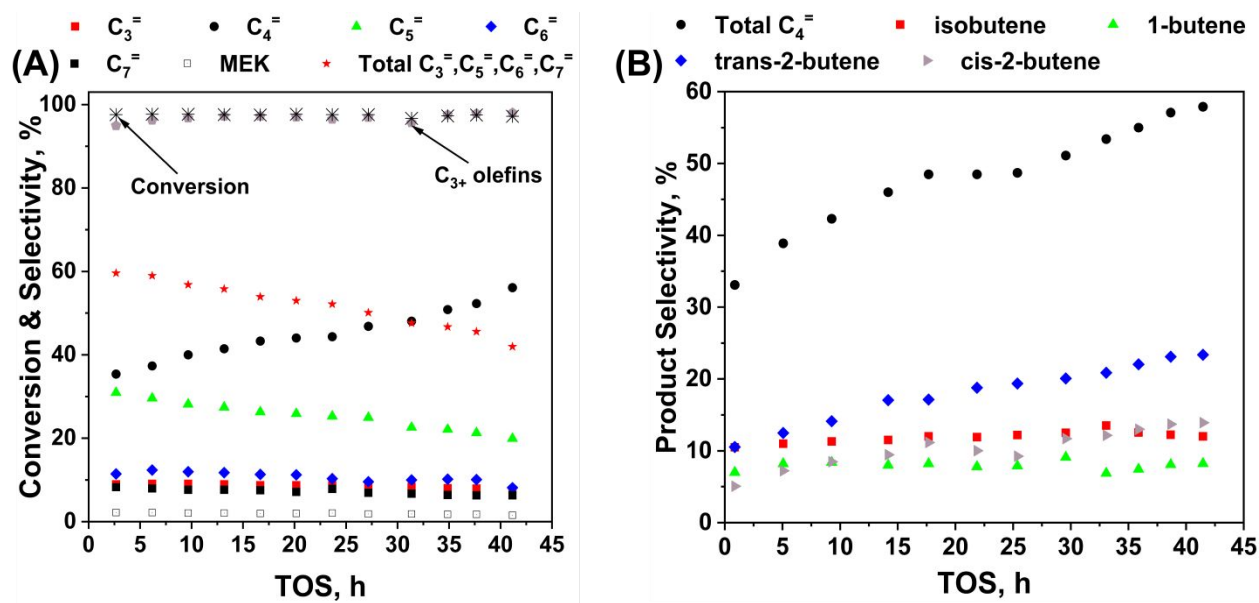 C₃⁼ C₄⁼ C₅⁼ C₆⁼
C₇⁼ MEK Total C₃⁼,C₅⁼,C₆⁼,C₇⁼
(A)
100
80
60
40
20
0
Conversion & Selectivity, %
Conversion
C₃₊ olefins
0 5 10 15 20 25 30 35 40 45
TOS, h
Total C₄⁼ isobutene 1-butene
trans-2-butene cis-2-butene
(B)
60
50
40
30
20
10
0
Product Selectivity, %
0 5 10 15 20 25 30 35 40 45
TOS, h